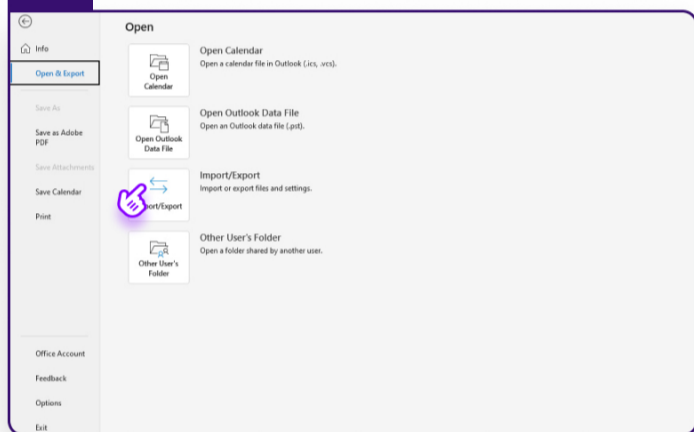 Open
Info
Open & Export
Save As
Save as Adobe
PDF
Save Attachments
Save Calendar
Print
Office Account
Feedback
Options
Exit
Open
Calendar
Open Calendar
Open a calendar file in Outlook (.ics, .vcs).
Open Outlook
Data File
Open Outlook Data File
Open an Outlook data file (.pst).
ort/Export
Import/Export
Import or export files and settings.
Other User's
Folder
Other User's Folder
Open a folder shared by another user.